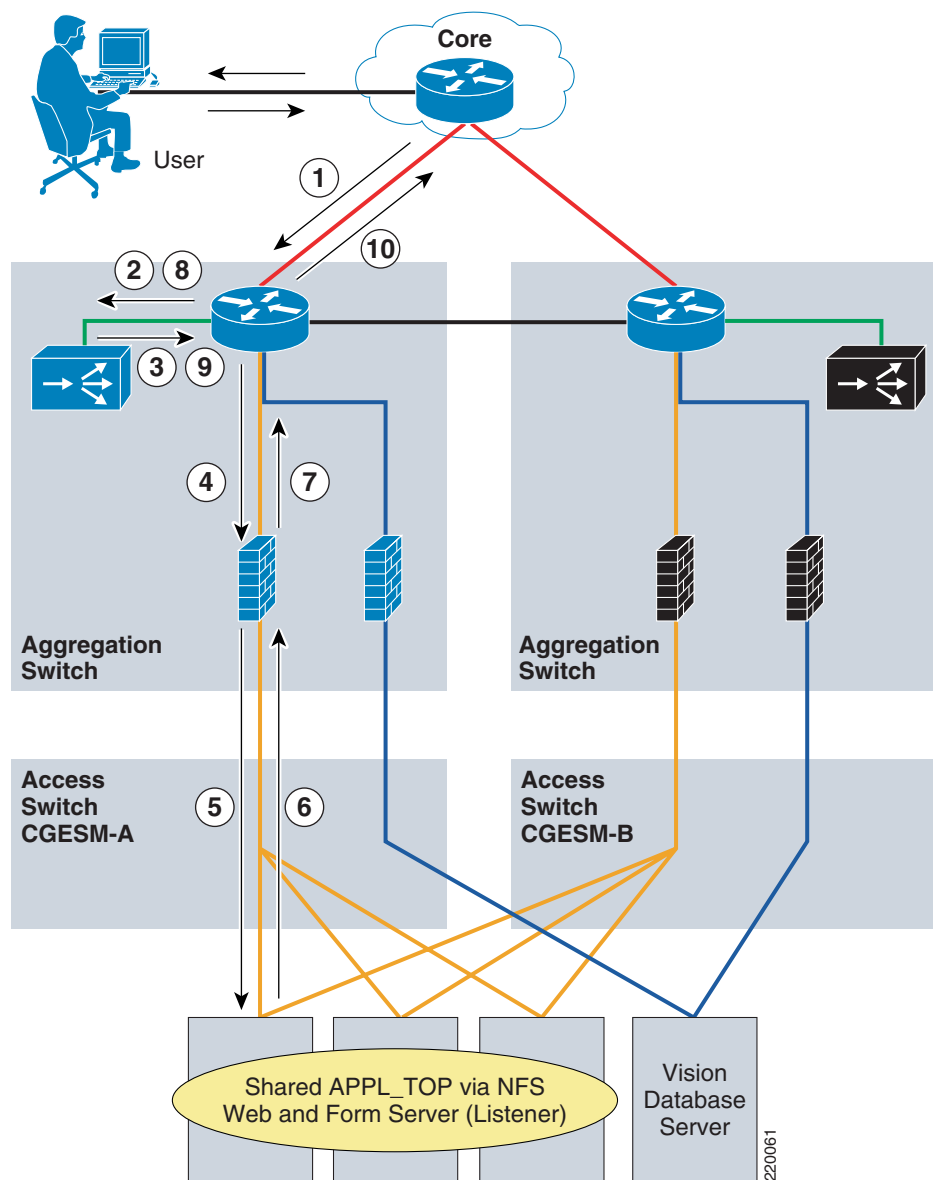 Core
User
1
10
2 8
3 9
4
7
Aggregation
Switch
Aggregation
Switch
Access
Switch
CGESM-A
5
6
Access
Switch
CGESM-B
Shared APPL_TOP via NFS
Web and Form Server (Listener)
Vision
Database
Server
220061